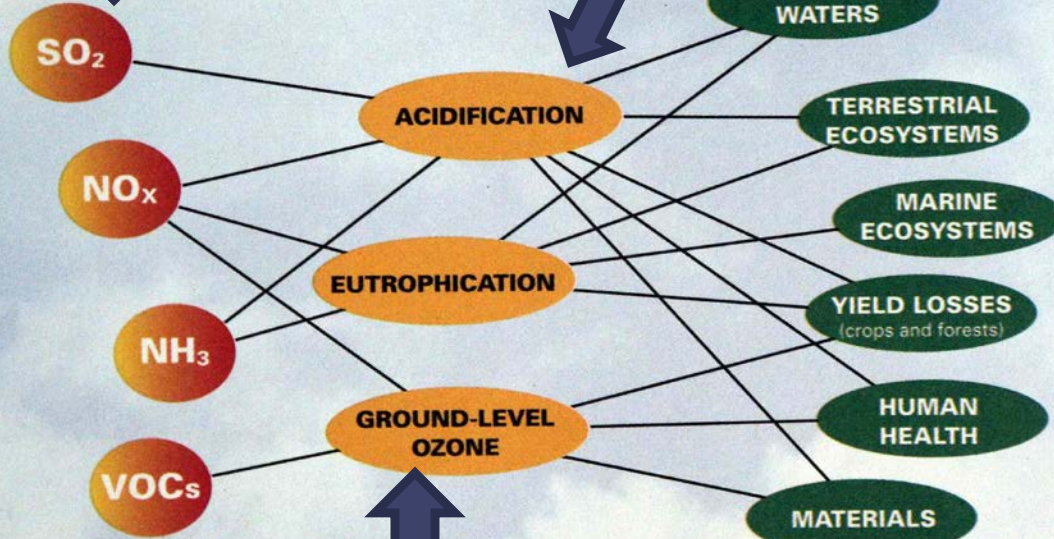 SO₂
NOₓ
NH₃
VOCs
ACIDIFICATION
EUTROPHICATION
GROUND-LEVEL
OZONE
WATERS
TERRESTRIAL
ECOSYSTEMS
MARINE
ECOSYSTEMS
YIELD LOSSES
(crops and forests)
HUMAN
HEALTH
MATERIALS